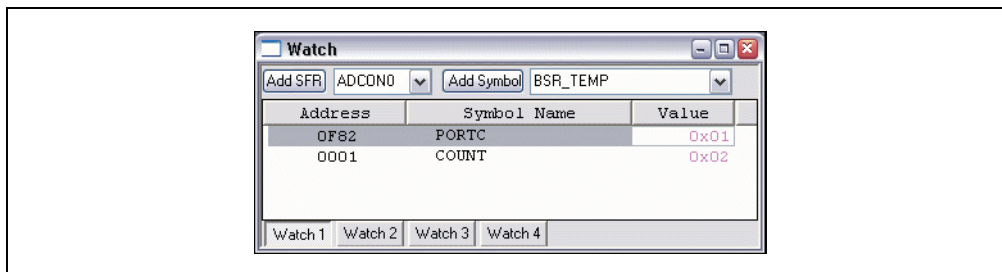 Watch
Add SFR ADCON0 Add Symbol BSR_TEMP
Address Symbol Name Value
0F82 PORTC 0x01
0001 COUNT 0x02
Watch 1 Watch 2 Watch 3 Watch 4